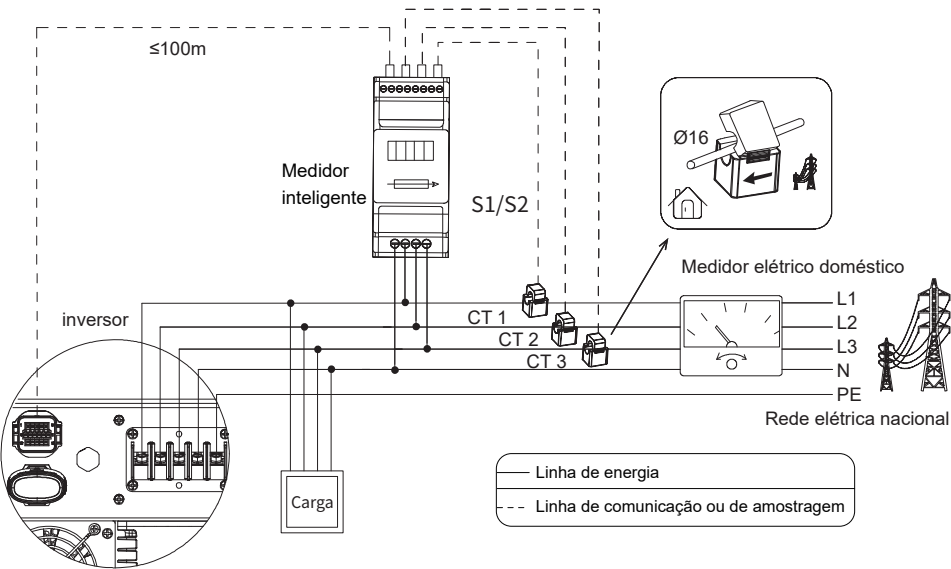 ≤100m
Medidor
inteligente
S1/S2
Ø16
Medidor elétrico doméstico
inversor
CT 1
CT 2
CT 3
L1
L2
L3
N
PE
Rede elétrica nacional
Carga
Linha de energia
Linha de comunicação ou de amostragem